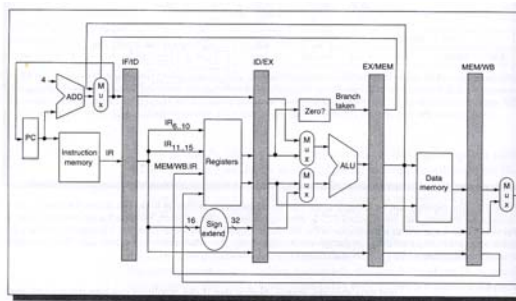 IF/ID
ID/EX
EX/MEM
MEM/WB
4
ADD
M
u
x
Zero?
Branch
taken
PC
Instruction
memory
IR
IR6..10
IR11..15
MEM/WB.IR
Registers
M
u
x
M
u
x
ALU
Data
memory
M
u
x
16
Sign
extend
32